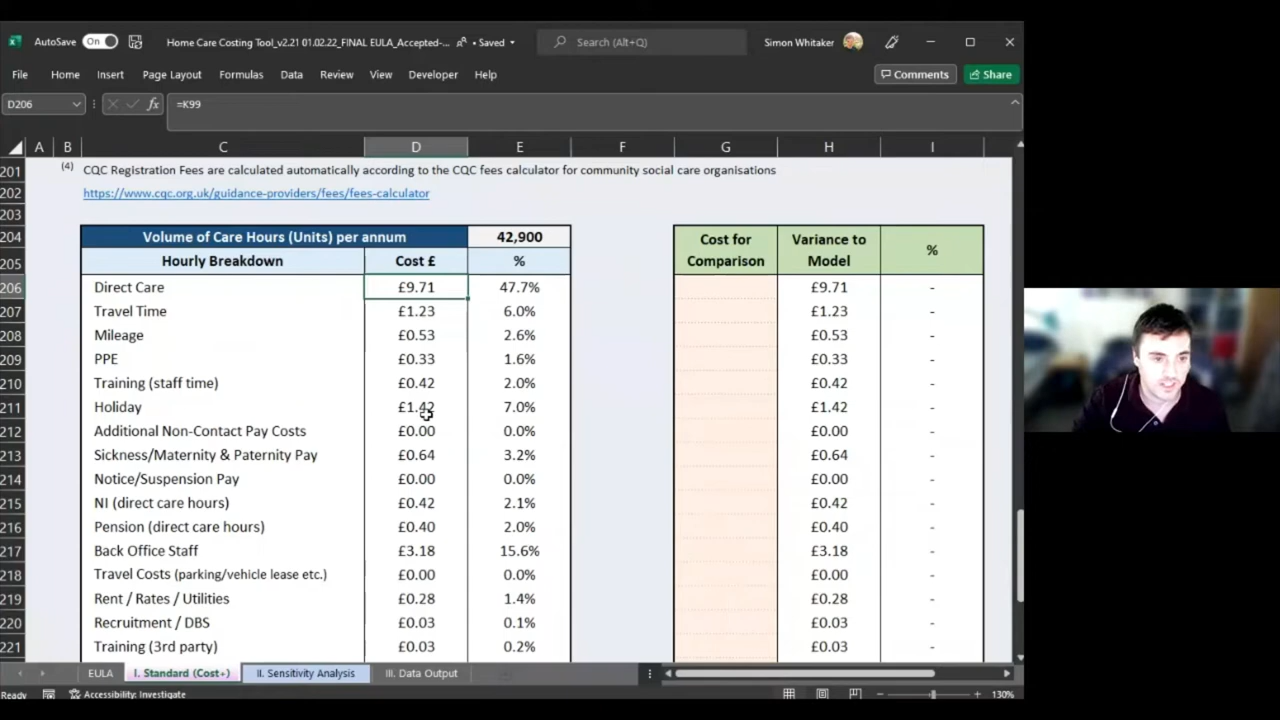 AutoSave On Home Care Costing Tool_v2.21 01.02.22_FINAL EULA_Accepted-... • Saved Search (Alt+Q) Simon Whitaker
File Home Insert Page Layout Formulas Data Review View Developer Help Comments Share
D206 fx =K99
A B C D E F G H I
201 (4) CQC Registration Fees are calculated automatically according to the CQC fees calculator for community social care organisations
202 https://www.cqc.org.uk/guidance-providers/fees/fees-calculator
203
204 Volume of Care Hours (Units) per annum 42,900 Cost for Comparison Variance to Model %
205 Hourly Breakdown Cost £ %
206 Direct Care £9.71 47.7% £9.71 -
207 Travel Time £1.23 6.0% £1.23 -
208 Mileage £0.53 2.6% £0.53 -
209 PPE £0.33 1.6% £0.33 -
210 Training (staff time) £0.42 2.0% £0.42 -
211 Holiday £1.42 7.0% £1.42 -
212 Additional Non-Contact Pay Costs £0.00 0.0% £0.00 -
213 Sickness/Maternity & Paternity Pay £0.64 3.2% £0.64 -
214 Notice/Suspension Pay £0.00 0.0% £0.00 -
215 NI (direct care hours) £0.42 2.1% £0.42 -
216 Pension (direct care hours) £0.40 2.0% £0.40 -
217 Back Office Staff £3.18 15.6% £3.18 -
218 Travel Costs (parking/vehicle lease etc.) £0.00 0.0% £0.00 -
219 Rent / Rates / Utilities £0.28 1.4% £0.28 -
220 Recruitment / DBS £0.03 0.1% £0.03 -
221 Training (3rd party) £0.03 0.2% £0.03 -
EULA I. Standard (Cost+) II. Sensitivity Analysis III. Data Output
Ready Accessibility: Investigate 130%